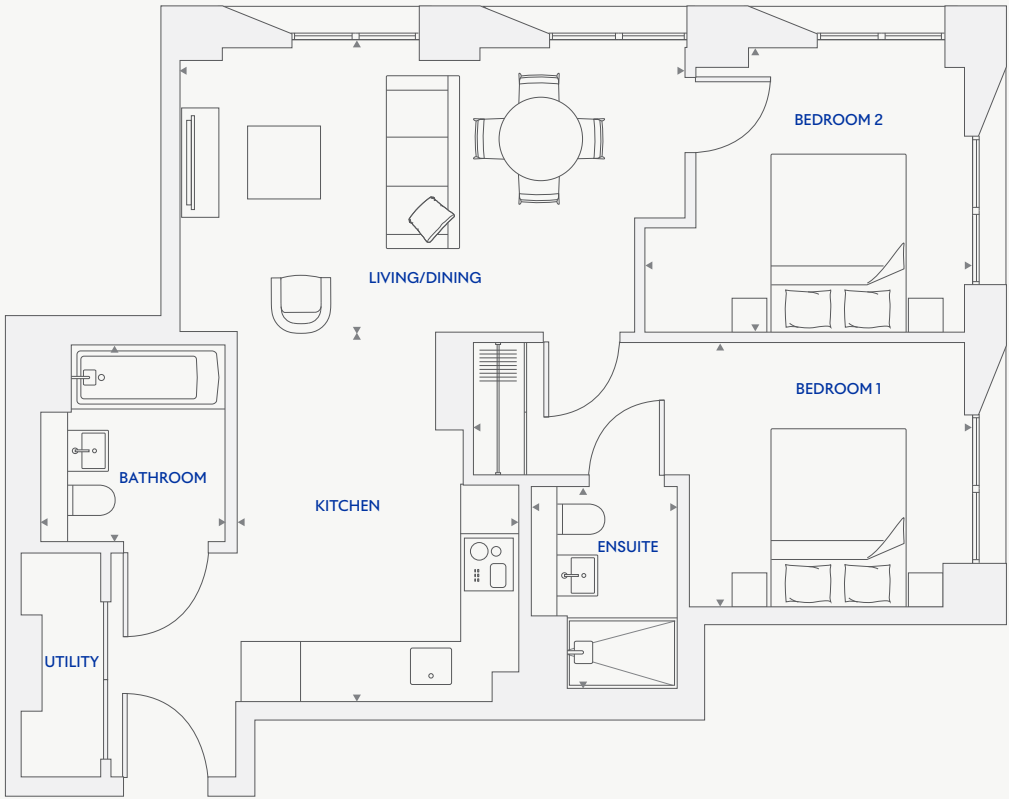 BEDROOM 2
LIVING/DINING
BEDROOM 1
BATHROOM
KITCHEN
ENSUITE
UTILITY